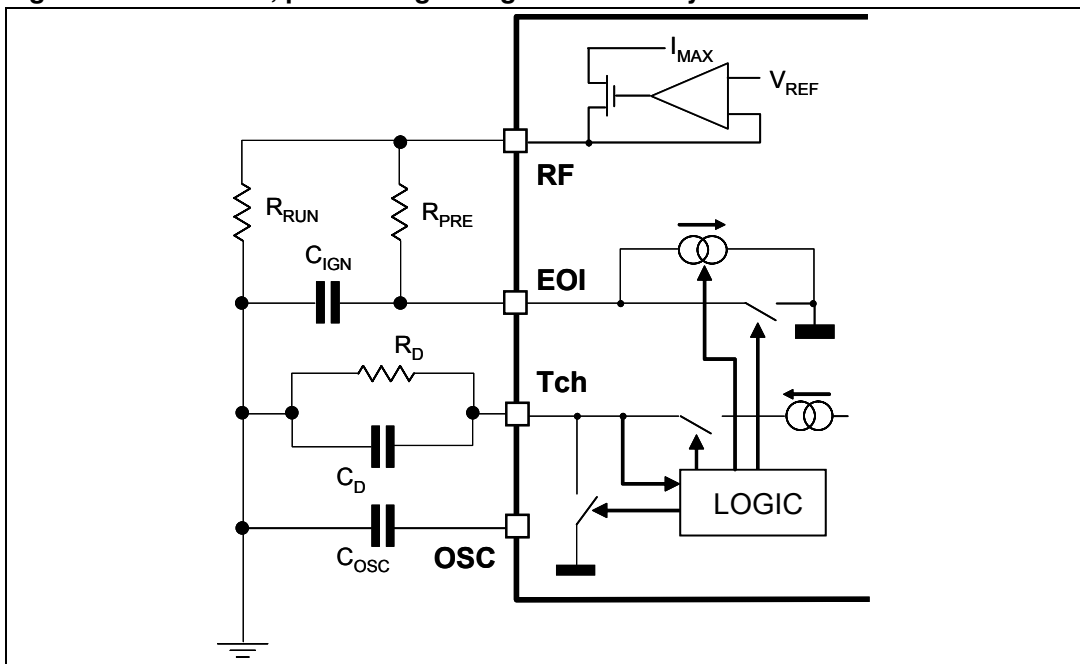 I_MAX
V_REF
RF
R_RUN
R_PRE
C_IGN
EOI
R_D
Tch
C_D
LOGIC
C_OSC
OSC